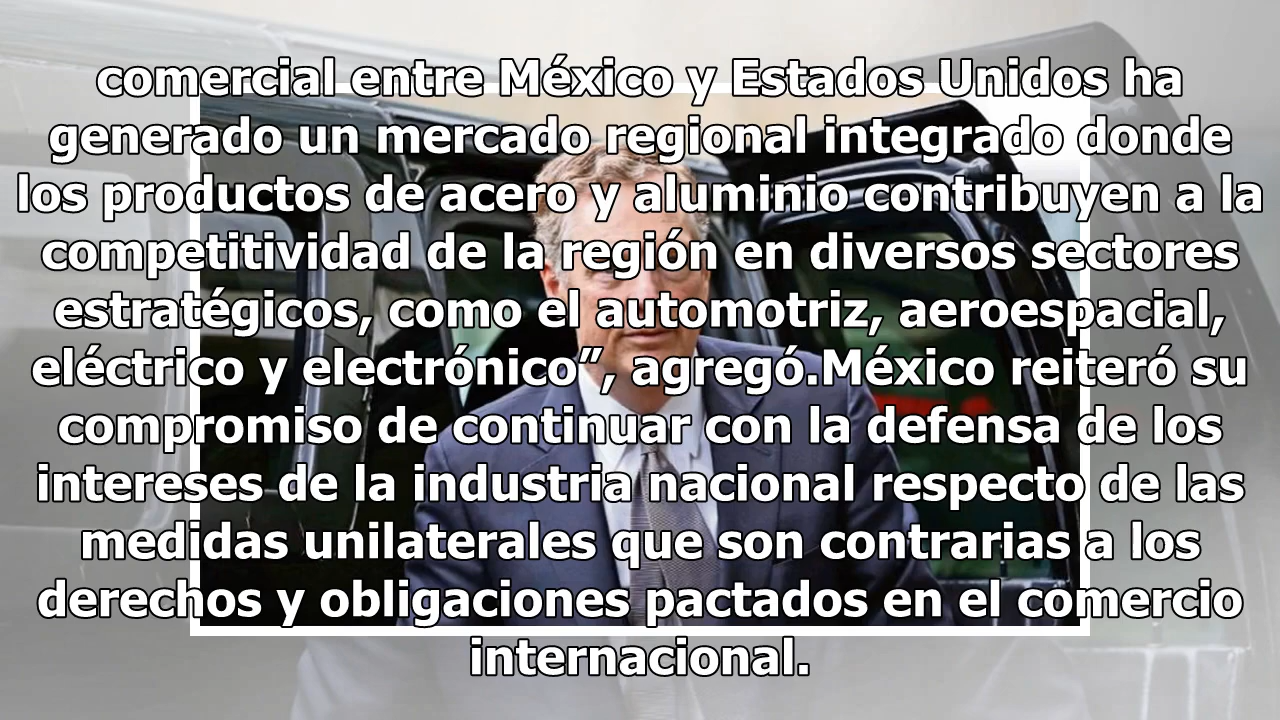 comercial entre México y Estados Unidos ha
generado un mercado regional integrado donde
los productos de acero y aluminio contribuyen a la
competitividad de la región en diversos sectores
estratégicos, como el automotriz, aeroespacial,
eléctrico y electrónico”, agregó.México reiteró su
compromiso de continuar con la defensa de los
intereses de la industria nacional respecto de las
medidas unilaterales que son contrarias a los
derechos y obligaciones pactados en el comercio
internacional.